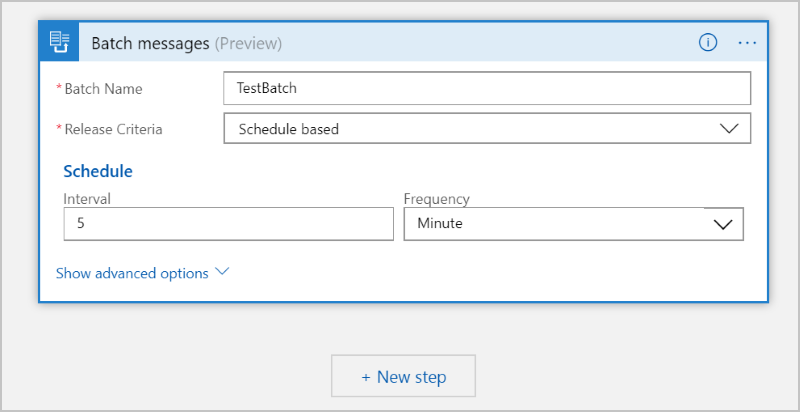 Batch messages (Preview)
* Batch Name
TestBatch
* Release Criteria
Schedule based
Schedule
Interval
Frequency
5
Minute
Show advanced options
+ New step